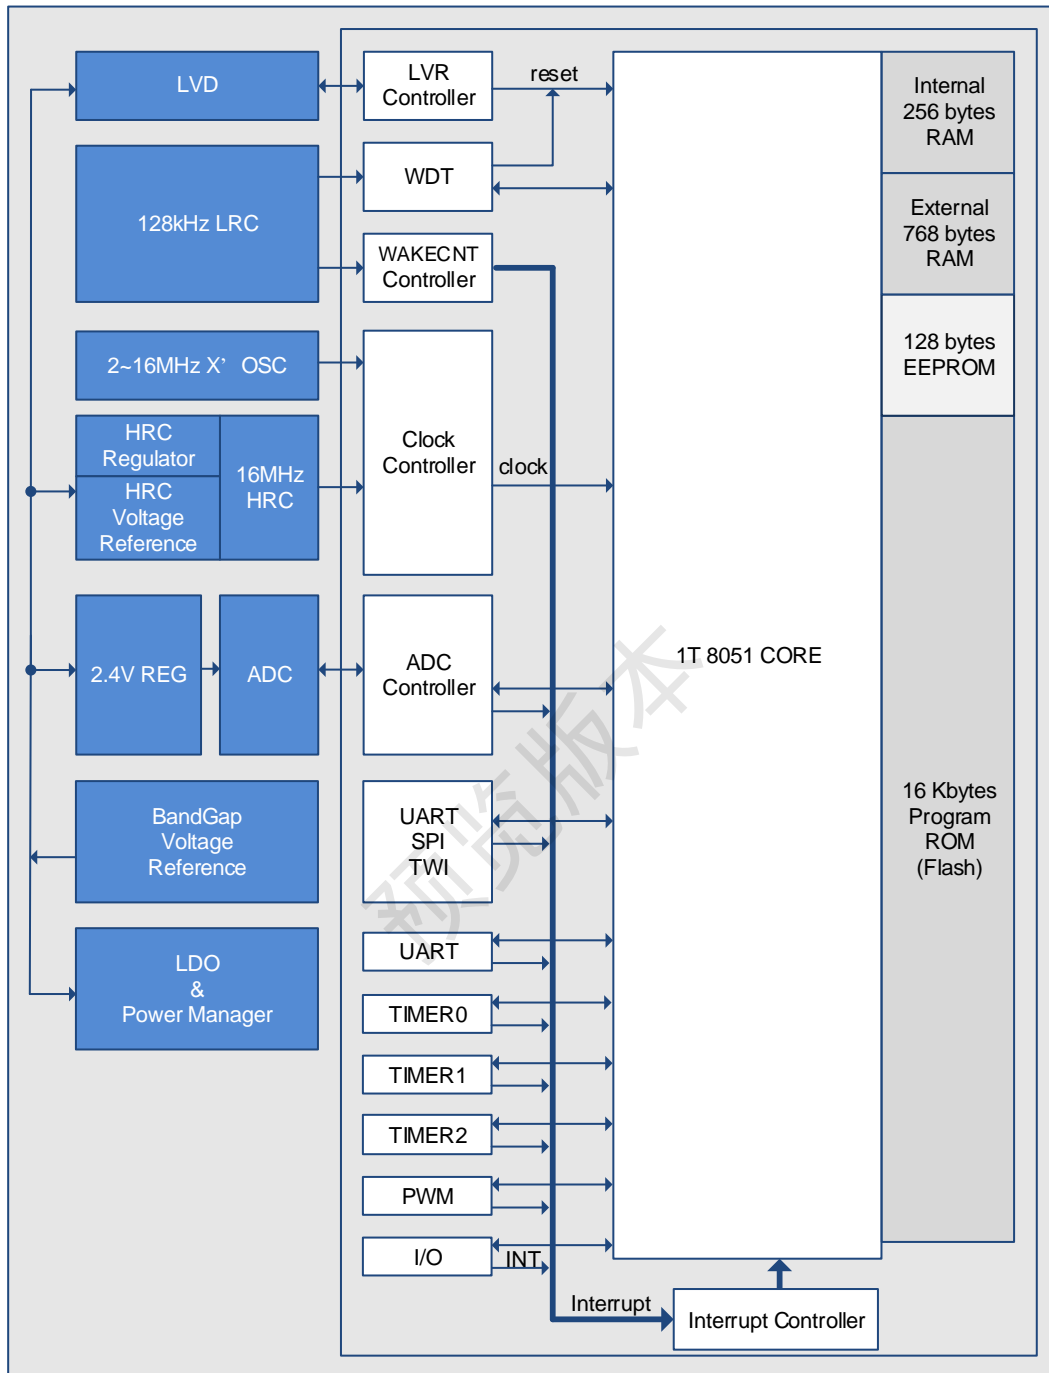 LVD
LVR
Controller
reset
Internal
256 bytes
RAM
128kHz LRC
WDT
External
768 bytes
RAM
WAKECNT
Controller
2~16MHz X’ OSC
128 bytes
EEPROM
HRC
Regulator
HRC
Voltage
Reference
16MHz
HRC
Clock
Controller
clock
2.4V REG
ADC
ADC
Controller
1T 8051 CORE
BandGap
Voltage
Reference
UART
SPI
TWI
16 Kbytes
Program
ROM
(Flash)
预览版本
LDO
&
Power Manager
UART
TIMER0
TIMER1
TIMER2
PWM
I/O
INT
Interrupt
Interrupt Controller